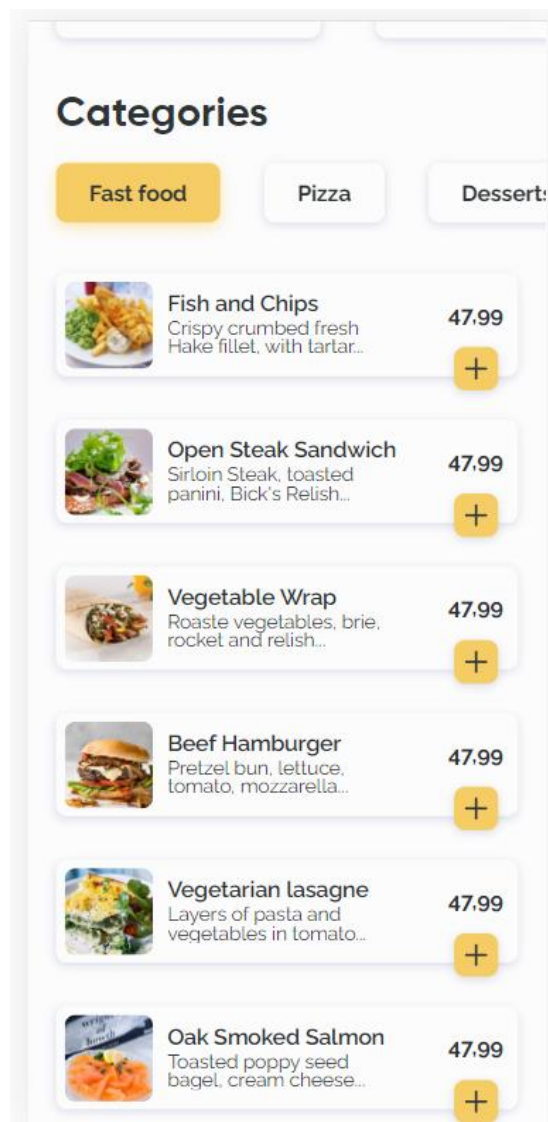 Categories
Fast food
Pizza
Desserts
Fish and Chips
Crispy crumbed fresh
Hake fillet, with tartar...
47.99
Open Steak Sandwich
Sirloin Steak, toasted
panini, Bick's Relish...
47.99
Vegetable Wrap
Roaste vegetables, brie,
rocket and relish...
47.99
Beef Hamburger
Pretzel bun, lettuce,
tomato, mozzarella...
47.99
Vegetarian lasagne
Layers of pasta and
vegetables in tomato...
47.99
Oak Smoked Salmon
Toasted poppy seed
bagel, cream cheese...
47.99